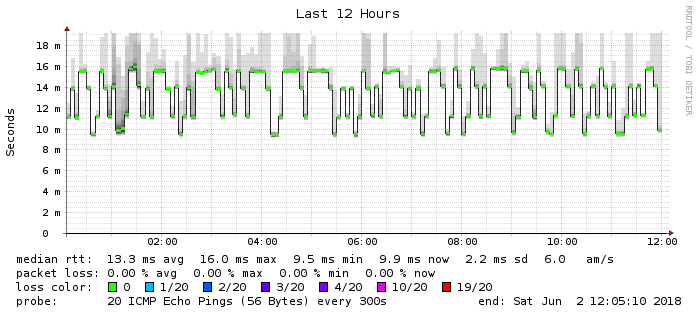 Last 12 Hours
RRDTOOL / TOBI OETIKER
Seconds
18 m
16 m
14 m
12 m
10 m
8 m
6 m
4 m
2 m
0
02:00 04:00 06:00 08:00 10:00 12:00
median rtt: 13.3 ms avg 16.0 ms max 9.5 ms min 9.9 ms now 2.2 ms sd 6.0 am/s
packet loss: 0.00 % avg 0.00 % max 0.00 % min 0.00 % now
loss color: 0 1/20 2/20 3/20 4/20 10/20 19/20
probe: 20 ICMP Echo Pings (56 Bytes) every 300s end: Sat Jun 2 12:05:10 2018